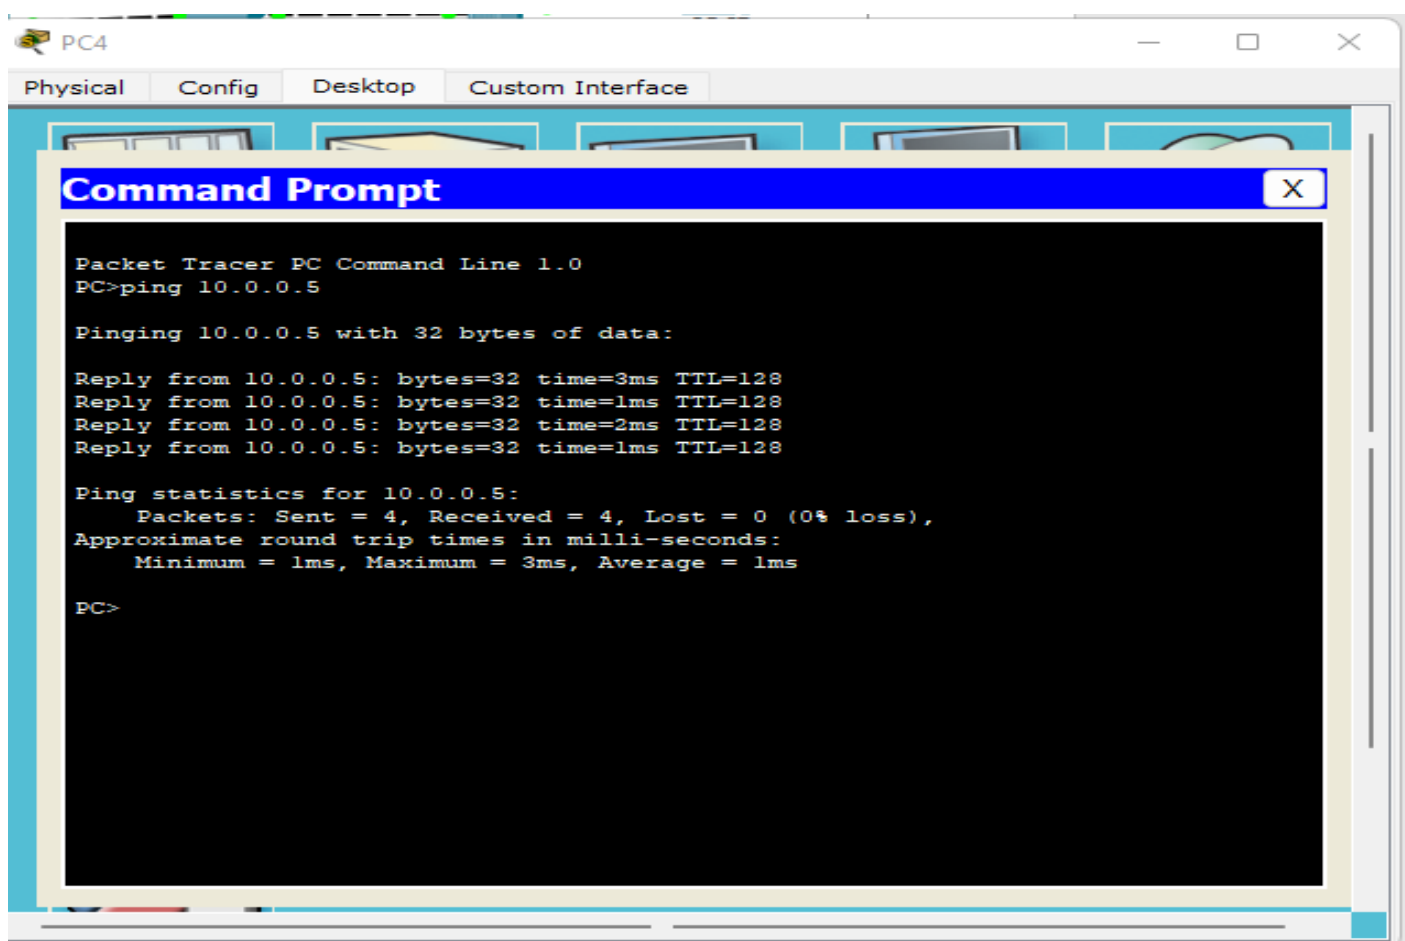 PC4
Physical Config Desktop Custom Interface
Command Prompt X
Packet Tracer PC Command Line 1.0
PC>ping 10.0.0.5
Pinging 10.0.0.5 with 32 bytes of data:
Reply from 10.0.0.5: bytes=32 time=3ms TTL=128
Reply from 10.0.0.5: bytes=32 time=1ms TTL=128
Reply from 10.0.0.5: bytes=32 time=2ms TTL=128
Reply from 10.0.0.5: bytes=32 time=1ms TTL=128
Ping statistics for 10.0.0.5:
Packets: Sent = 4, Received = 4, Lost = 0 (0% loss),
Approximate round trip times in milli-seconds:
Minimum = 1ms, Maximum = 3ms, Average = 1ms
PC>